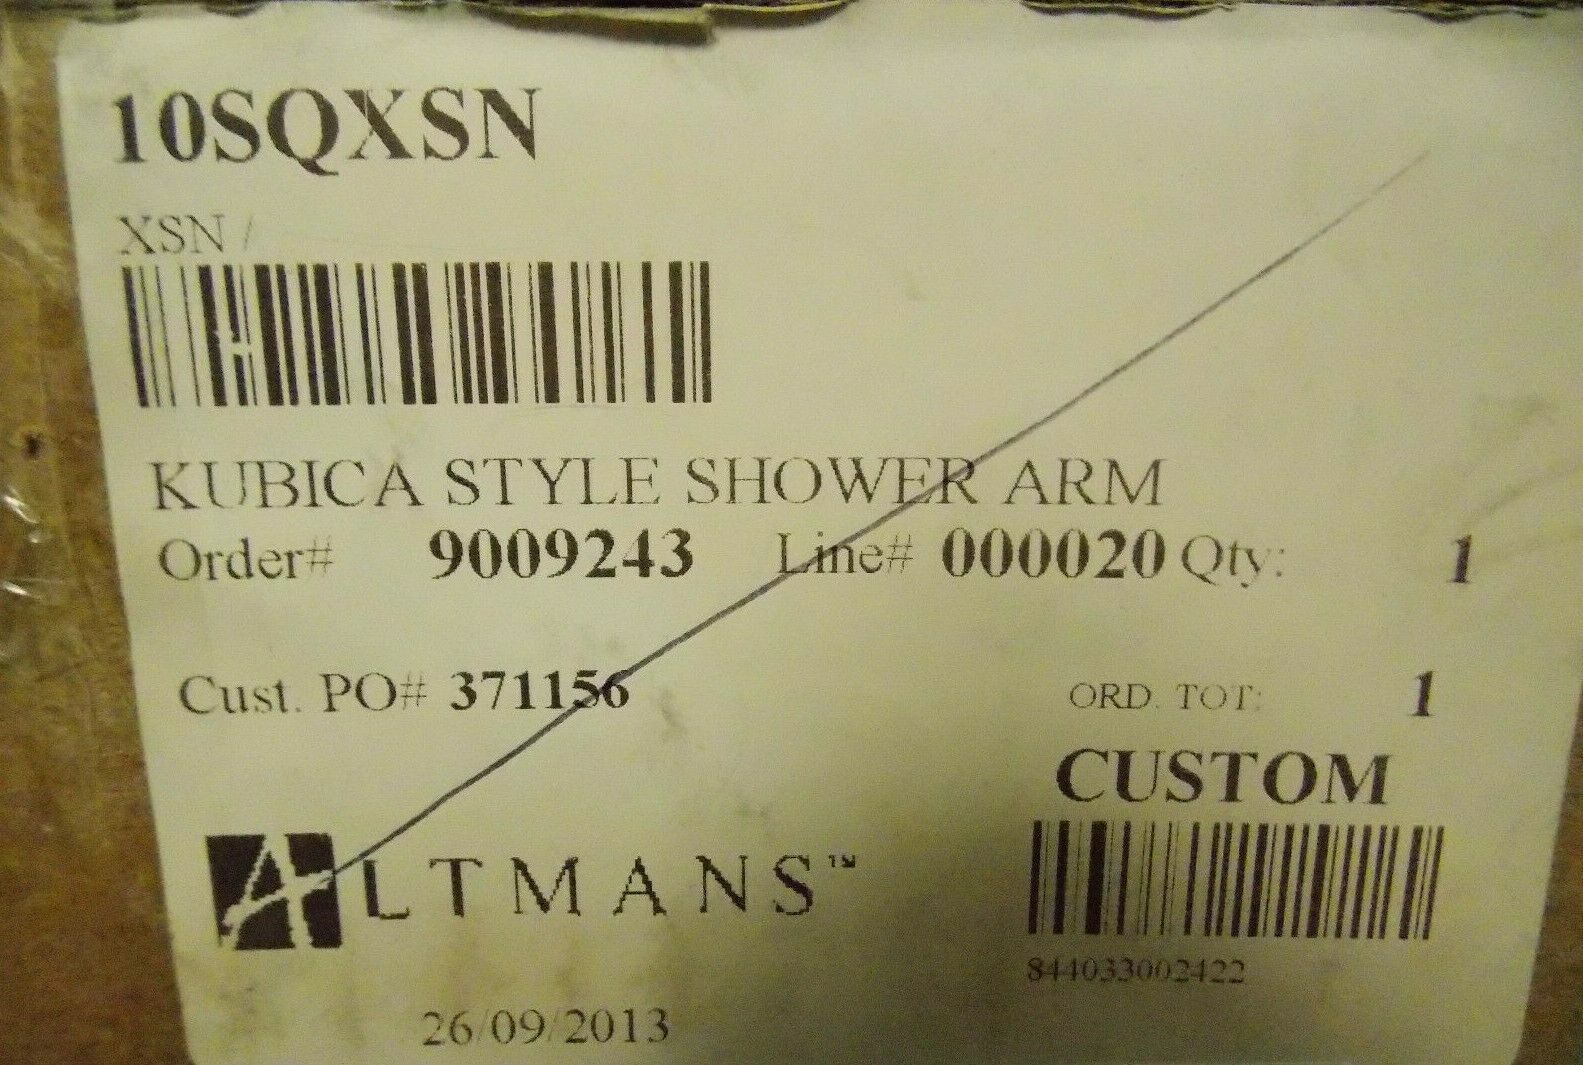 10SQXSN
XSN /
KUBICA STYLE SHOWER ARM
Order# 9009243 Line# 000020 Qty: 1
Cust. PO# 371156 ORD. TOT: 1
CUSTOM
ALTMANS™
844033002422
26/09/2013